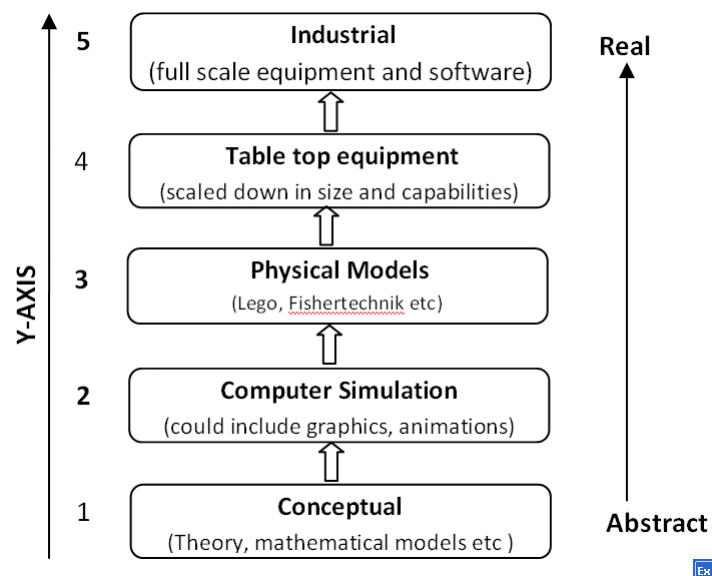 5
Industrial
(full scale equipment and software)
Real
4
Table top equipment
(scaled down in size and capabilities)
3
Physical Models
(Lego, Fishertechnik etc)
Y-AXIS
2
Computer Simulation
(could include graphics, animations)
1
Conceptual
(Theory, mathematical models etc )
Abstract
Ex